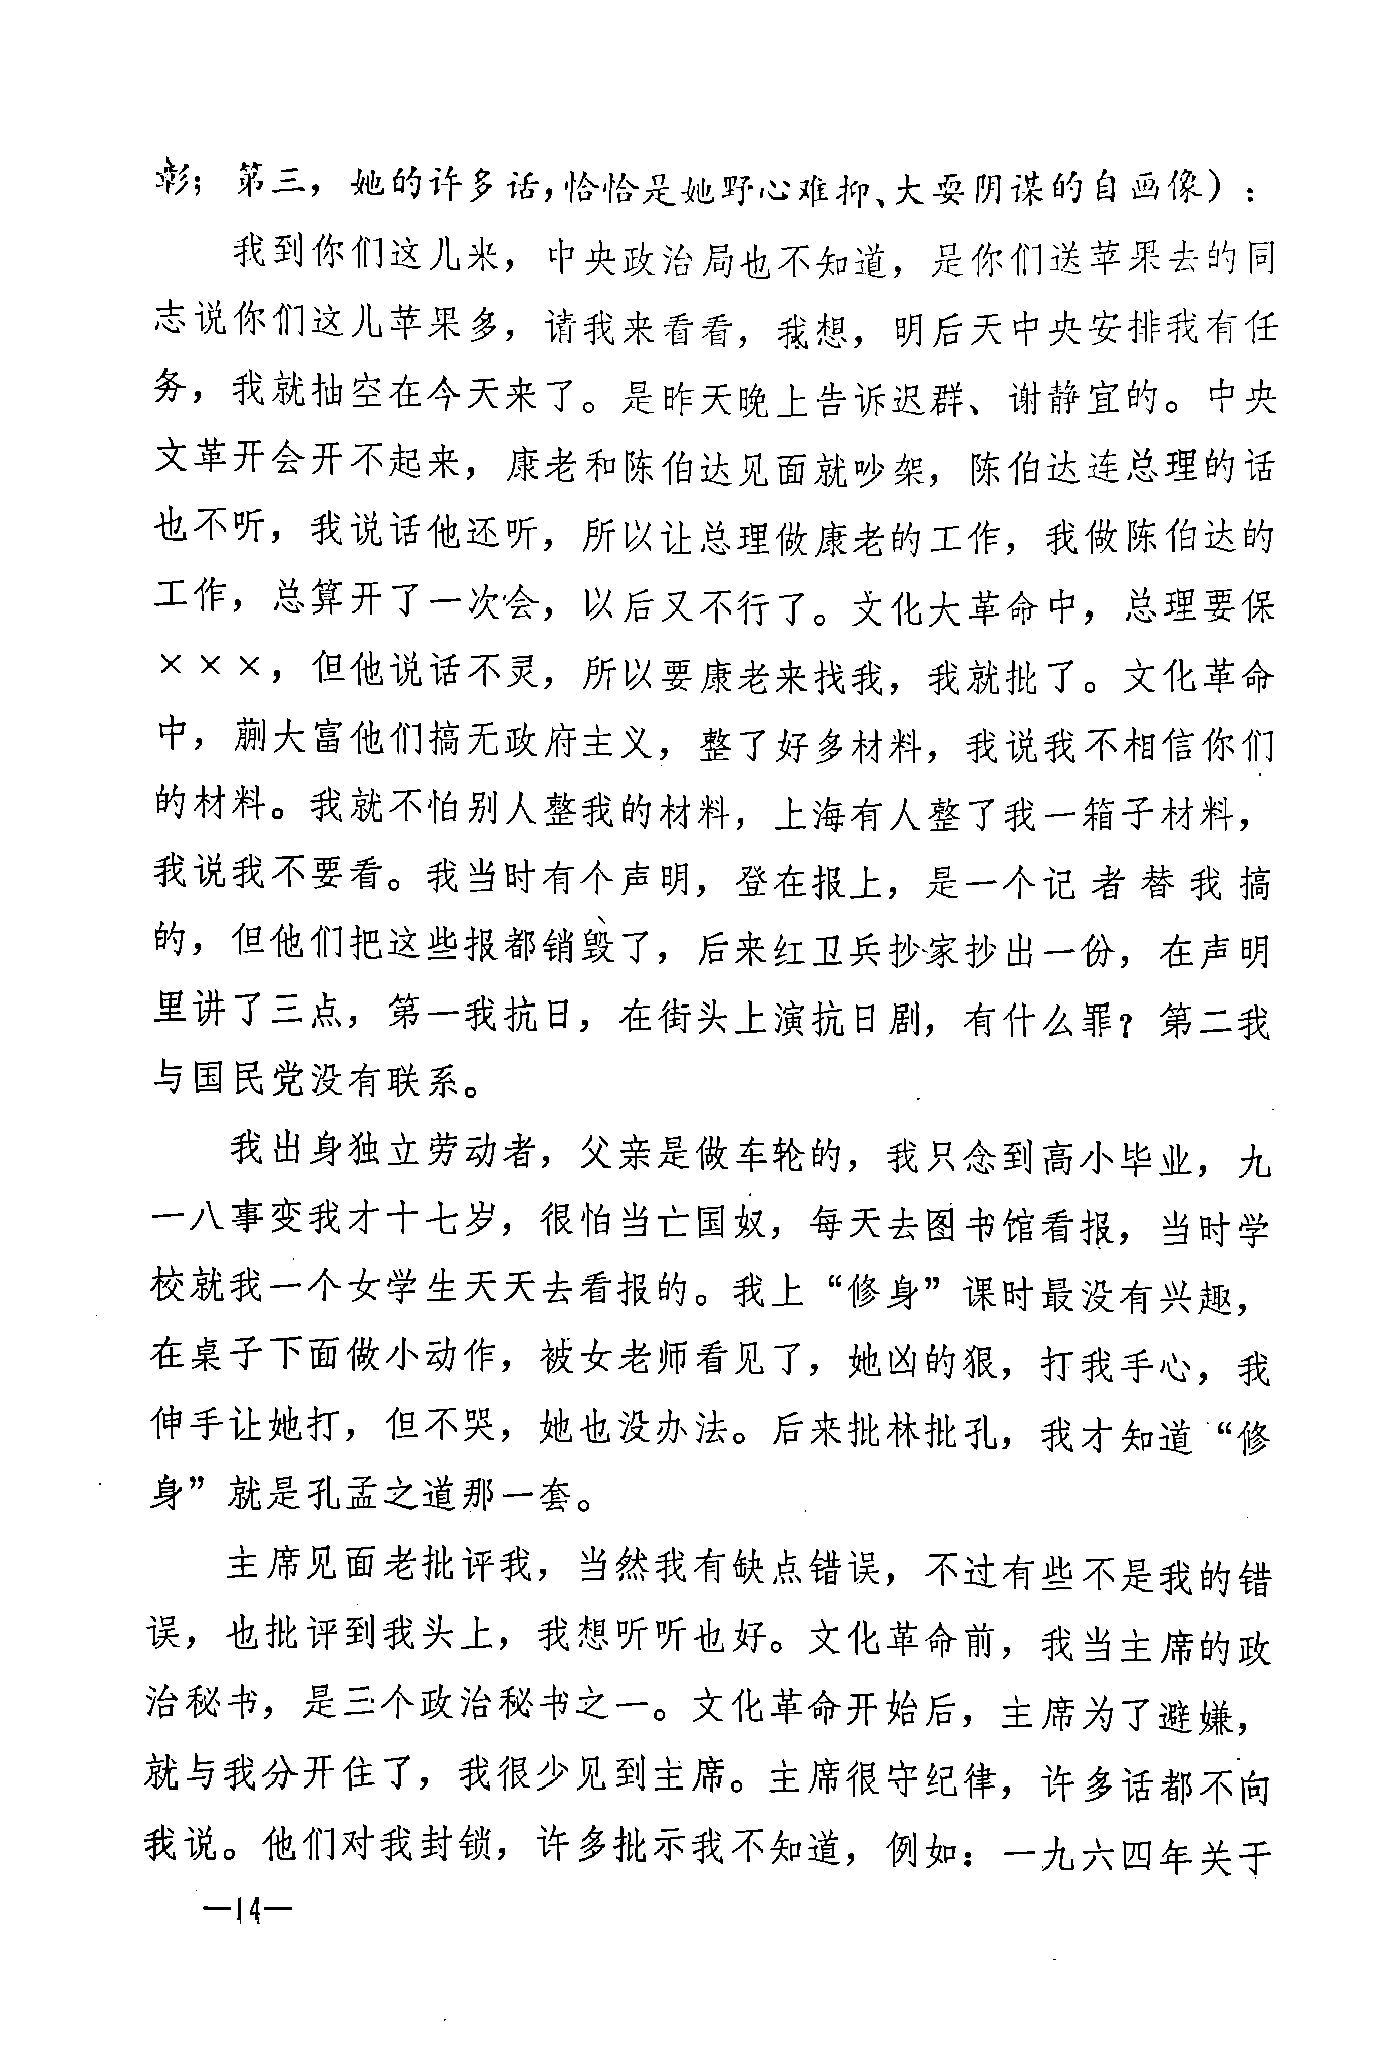 彰；第三，她的许多话，恰恰是她野心难抑、大耍阴谋的自画像）：
我到你们这儿来，中央政治局也不知道，是你们送苹果去的同
志说你们这儿苹果多，请我来看看，我想，明后天中央安排我有任
务，我就抽空在今天来了。是昨天晚上告诉迟群、谢静宜的。中央
文革开会开不起来，康老和陈伯达见面就吵架，陈伯达连总理的话
也不听，我说话他还听，所以让总理做康老的工作，我做陈伯达的
工作，总算开了一次会，以后又不行了。文化大革命中，总理要保
×××，但他说话不灵，所以要康老来找我，我就批了。文化革命
中，蒯大富他们搞无政府主义，整了好多材料，我说我不相信你们
的材料。我就不怕别人整我的材料，上海有人整了我一箱子材料，
我说我不要看。我当时有个声明，登在报上，是一个记者替我搞
的，但他们把这些报都销毁了，后来红卫兵抄家抄出一份，在声明
里讲了三点，第一我抗日，在街头上演抗日剧，有什么罪？第二我
与国民党没有联系。
我出身独立劳动者，父亲是做车轮的，我只念到高小毕业，九
一八事变我才十七岁，很怕当亡国奴，每天去图书馆看报，当时学
校就我一个女学生天天去看报的。我上“修身”课时最没有兴趣，
在桌子下面做小动作，被女老师看见了，她凶的狠，打我手心，我
伸手让她打，但不哭，她也没办法。后来批林批孔，我才知道“修
身”就是孔孟之道那一套。
主席见面老批评我，当然我有缺点错误，不过有些不是我的错
误，也批评到我头上，我想听听也好。文化革命前，我当主席的政
治秘书，是三个政治秘书之一。文化革命开始后，主席为了避嫌，
就与我分开住了，我很少见到主席。主席很守纪律，许多话都不向
我说。他们对我封锁，许多批示我不知道，例如：一九六四年关于
—14—